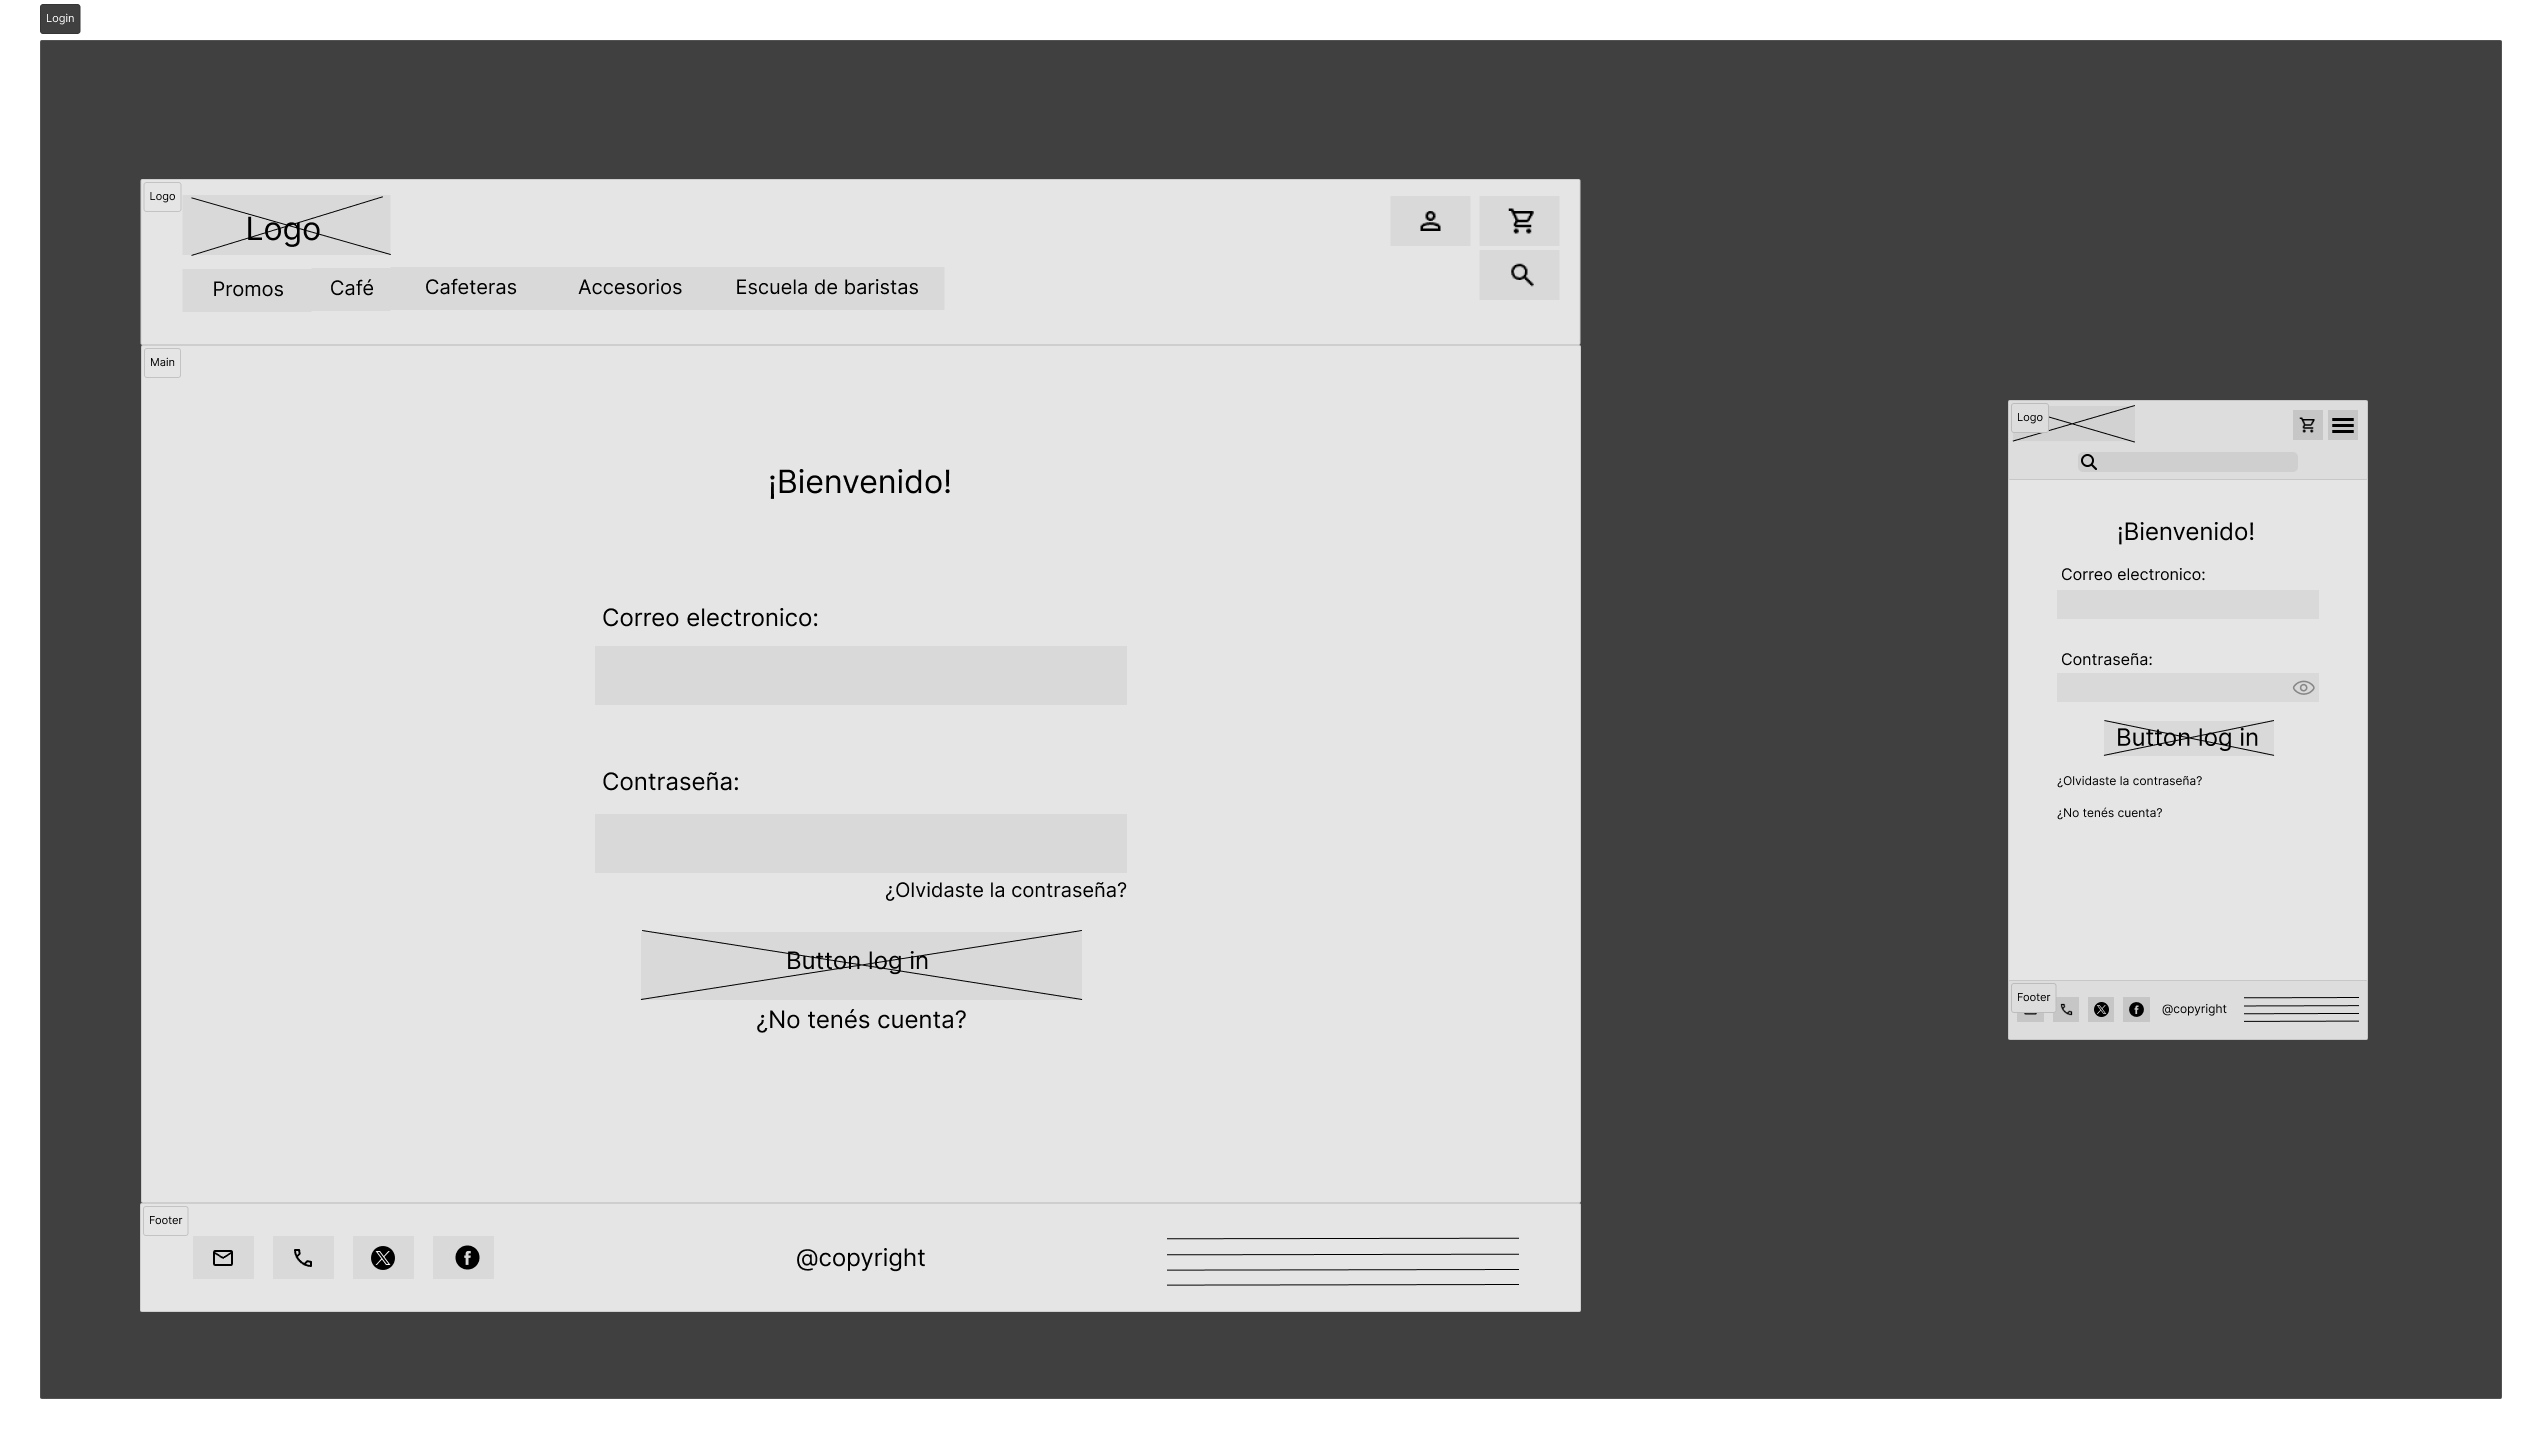 Login
Logo
Logo
Promos
Café
Cafeteras
Accesorios
Escuela de baristas
Main
¡Bienvenido!
Correo electronico:
Contraseña:
¿Olvidaste la contraseña?
Button log in
¿No tenés cuenta?
Footer
@copyright
Logo
¡Bienvenido!
Correo electronico:
Contraseña:
Button log in
¿Olvidaste la contraseña?
¿No tenés cuenta?
Footer
@copyright